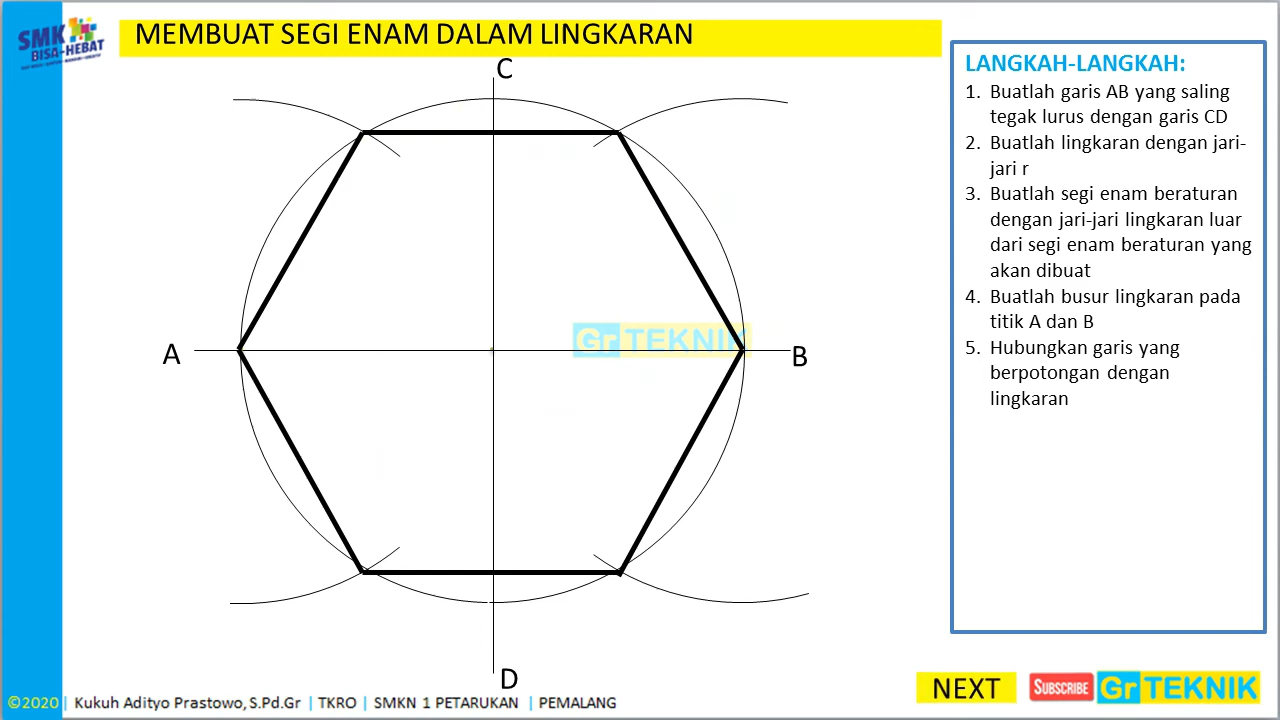 SMK
BISA-HEBAT
MEMBUAT SEGI ENAM DALAM LINGKARAN
C
A
B
D
Gr TEKNIK
LANGKAH-LANGKAH:
1. Buatlah garis AB yang saling
tegak lurus dengan garis CD
2. Buatlah lingkaran dengan jari-
jari r
3. Buatlah segi enam beraturan
dengan jari-jari lingkaran luar
dari segi enam beraturan yang
akan dibuat
4. Buatlah busur lingkaran pada
titik A dan B
5. Hubungkan garis yang
berpotongan dengan
lingkaran
NEXT
SUBSCRIBE
Gr TEKNIK
©2020 | Kukuh Adityo Prastowo, S.Pd.Gr | TKRO | SMKN 1 PETARUKAN | PEMALANG